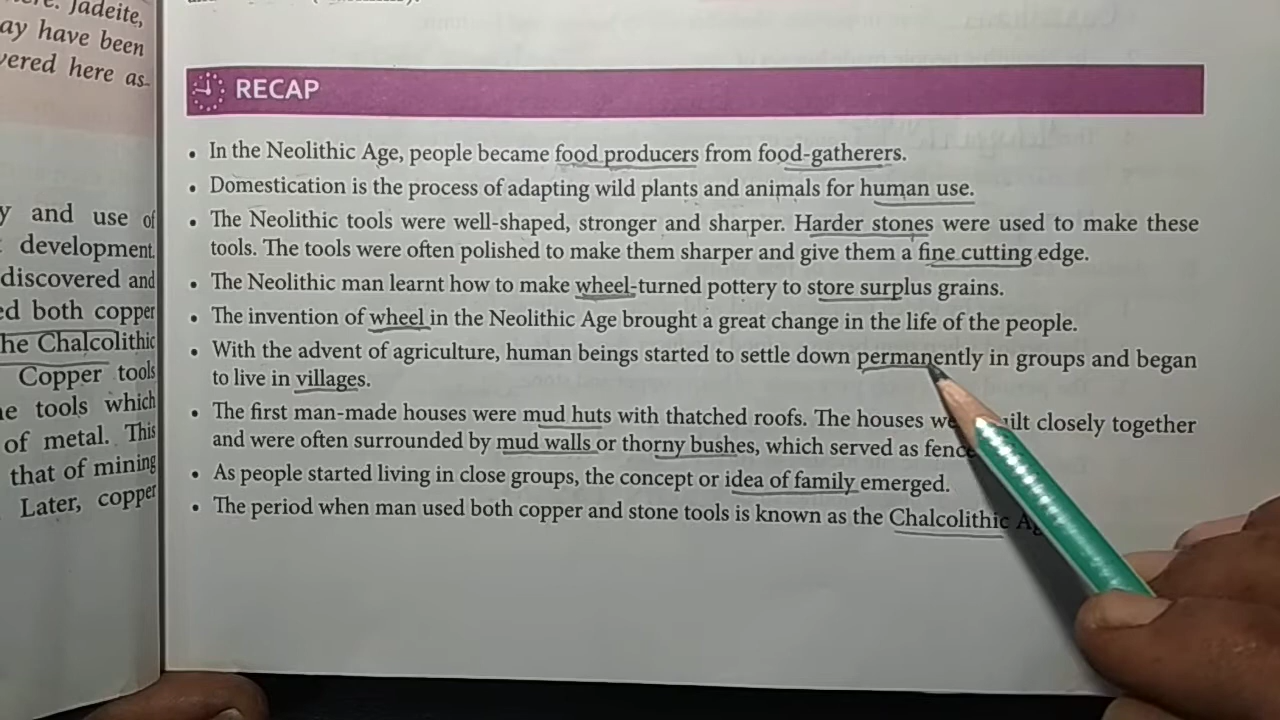 Jadeite,
ay have been
vered here as-
y and use of
development.
discovered and
ed both copper
he Chalcolithic
Copper tools
e tools which
of metal. This
that of mining
Later, copper
RECAP
• In the Neolithic Age, people became food producers from food-gatherers.
• Domestication is the process of adapting wild plants and animals for human use.
• The Neolithic tools were well-shaped, stronger and sharper. Harder stones were used to make these
tools. The tools were often polished to make them sharper and give them a fine cutting edge.
• The Neolithic man learnt how to make wheel-turned pottery to store surplus grains.
• The invention of wheel in the Neolithic Age brought a great change in the life of the people.
• With the advent of agriculture, human beings started to settle down permanently in groups and began
to live in villages.
• The first man-made houses were mud huts with thatched roofs. The houses we ilt closely together
and were often surrounded by mud walls or thorny bushes, which served as fenc
• As people started living in close groups, the concept or idea of family emerged.
• The period when man used both copper and stone tools is known as the Chalcolithic A